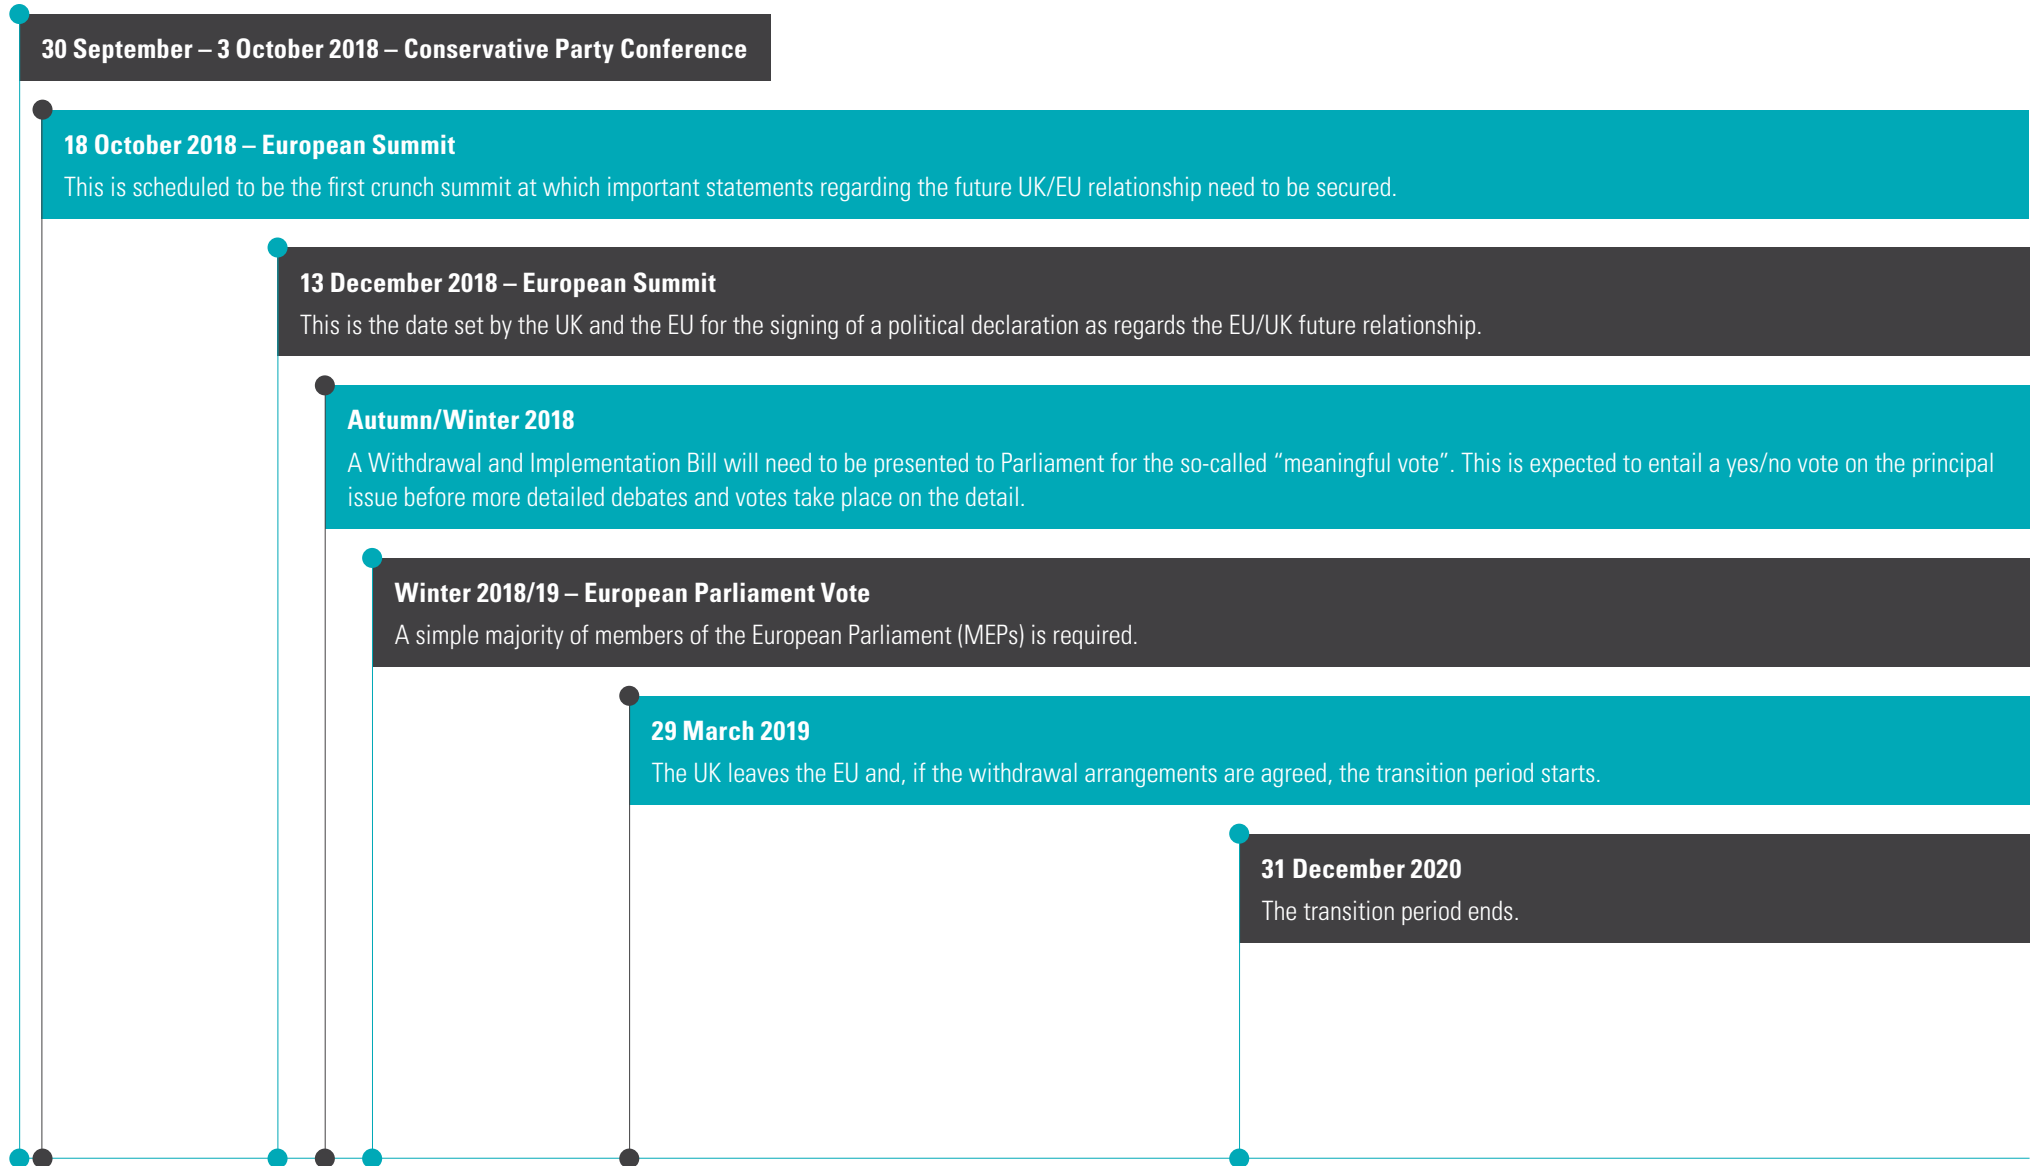 30 September – 3 October 2018 – Conservative Party Conference
18 October 2018 – European Summit
This is scheduled to be the first crunch summit at which important statements regarding the future UK/EU relationship need to be secured.
13 December 2018 – European Summit
This is the date set by the UK and the EU for the signing of a political declaration as regards the EU/UK future relationship.
Autumn/Winter 2018
A Withdrawal and Implementation Bill will need to be presented to Parliament for the so-called “meaningful vote”. This is expected to entail a yes/no vote on the principal
issue before more detailed debates and votes take place on the detail.
Winter 2018/19 – European Parliament Vote
A simple majority of members of the European Parliament (MEPs) is required.
29 March 2019
The UK leaves the EU and, if the withdrawal arrangements are agreed, the transition period starts.
31 December 2020
The transition period ends.